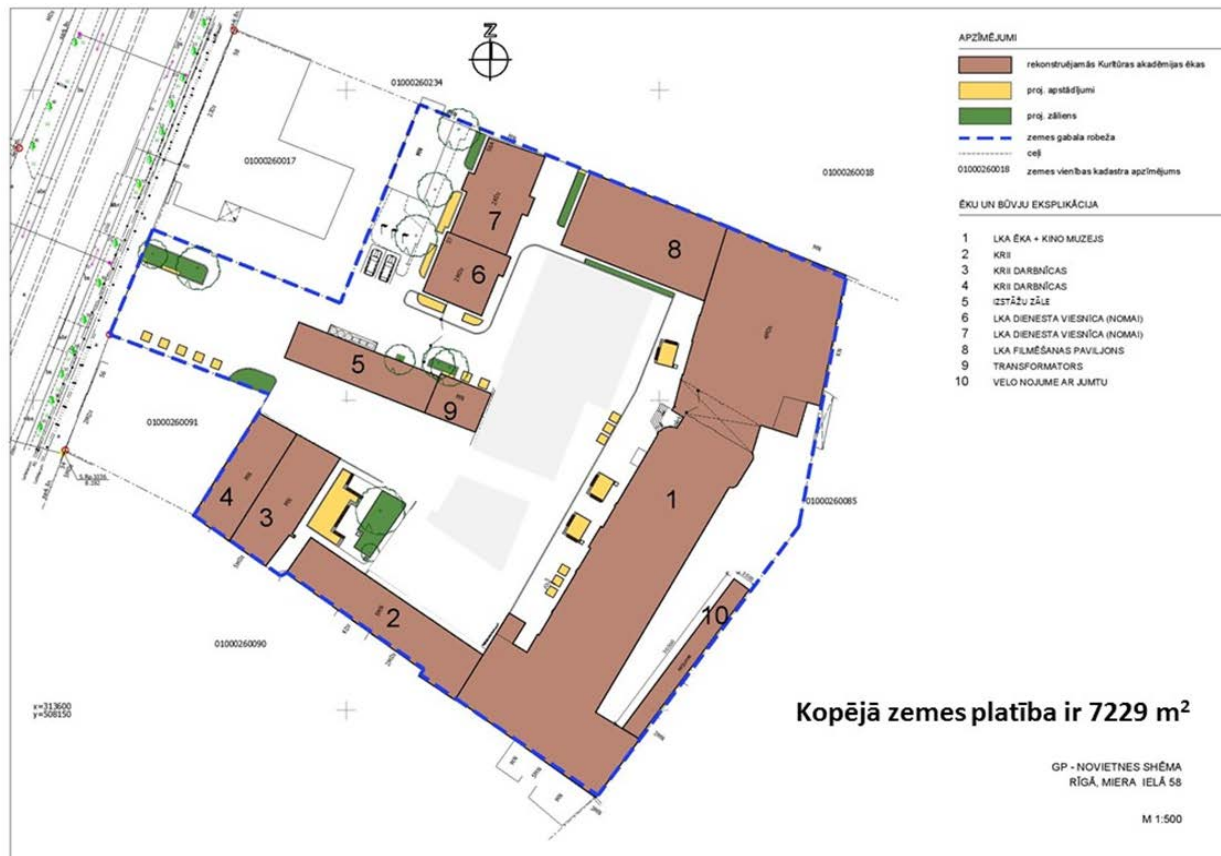 Z
01000260234
01000260017
01000260018
01000260091
01000260085
01000260090
7
6
8
5
9
4
3
1
2
10
x=313600
y=508150
APZĪMĒJUMI
rekonstruējamās Kurltūras akadēmijas ēkas
proj. apstādījumi
proj. zāliens
zemes gabala robeža
ceļi
01000260018 zemes vienības kadastra apzīmējums
ĒKU UN BŪVJU EKSPLIKĀCIJA
1 LKA ĒKA + KINO MUZEJS
2 KRII
3 KRII DARBNĪCAS
4 KRII DARBNĪCAS
5 IZSTĀŽU ZĀLE
6 LKA DIENESTA VIESNĪCA (NOMAI)
7 LKA DIENESTA VIESNĪCA (NOMAI)
8 LKA FILMĒŠANAS PAVILJONS
9 TRANSFORMATORS
10 VELO NOJUME AR JUMTU
Kopējā zemes platība ir 7229 m²
GP - NOVIETNES SHĒMA
RĪGĀ, MIERA IELĀ 58
M 1:500